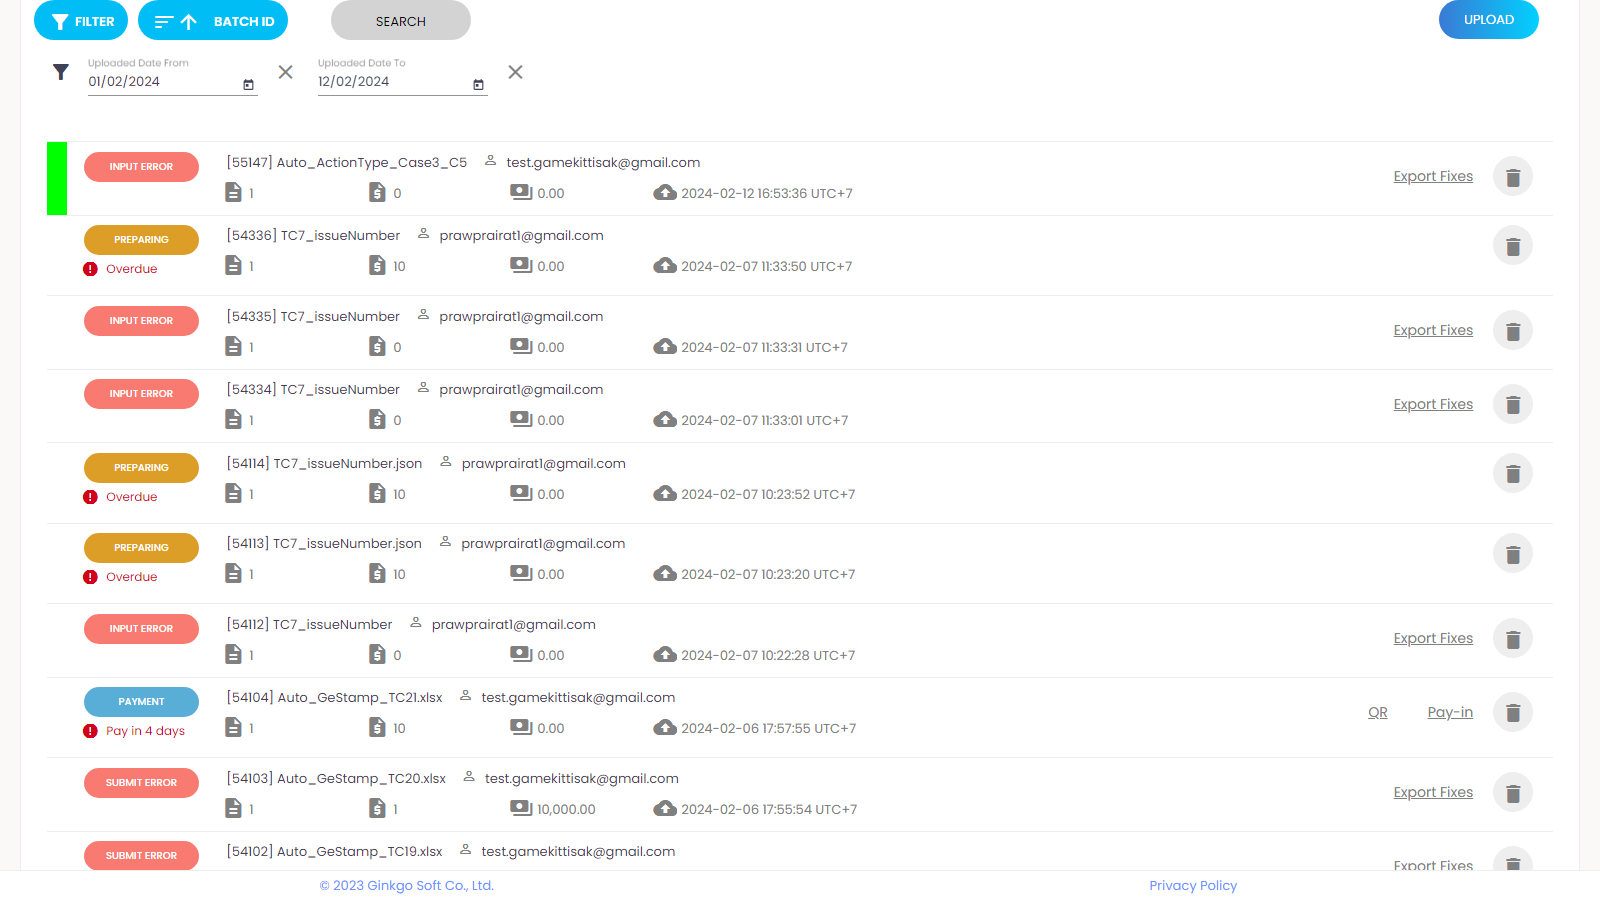 FILTER
BATCH ID
SEARCH
UPLOAD
Uploaded Date From
01/02/2024
Uploaded Date To
12/02/2024
INPUT ERROR
[55147] Auto_ActionType_Case3_C5 test.gamekittisak@gmail.com
1 0 0.00 2024-02-12 16:53:36 UTC+7
Export Fixes
PREPARING
Overdue
[54336] TC7_issueNumber prawprairat1@gmail.com
1 10 0.00 2024-02-07 11:33:50 UTC+7
INPUT ERROR
[54335] TC7_issueNumber prawprairat1@gmail.com
1 0 0.00 2024-02-07 11:33:31 UTC+7
Export Fixes
INPUT ERROR
[54334] TC7_issueNumber prawprairat1@gmail.com
1 0 0.00 2024-02-07 11:33:01 UTC+7
Export Fixes
PREPARING
Overdue
[54114] TC7_issueNumber.json prawprairat1@gmail.com
1 10 0.00 2024-02-07 10:23:52 UTC+7
PREPARING
Overdue
[54113] TC7_issueNumber.json prawprairat1@gmail.com
1 10 0.00 2024-02-07 10:23:20 UTC+7
INPUT ERROR
[54112] TC7_issueNumber prawprairat1@gmail.com
1 0 0.00 2024-02-07 10:22:28 UTC+7
Export Fixes
PAYMENT
Pay in 4 days
[54104] Auto_GeStamp_TC21.xlsx test.gamekittisak@gmail.com
1 10 0.00 2024-02-06 17:57:55 UTC+7
QR Pay-in
SUBMIT ERROR
[54103] Auto_GeStamp_TC20.xlsx test.gamekittisak@gmail.com
1 1 10,000.00 2024-02-06 17:55:54 UTC+7
Export Fixes
SUBMIT ERROR
[54102] Auto_GeStamp_TC19.xlsx test.gamekittisak@gmail.com
Export Fixes
© 2023 Ginkgo Soft Co., Ltd.
Privacy Policy